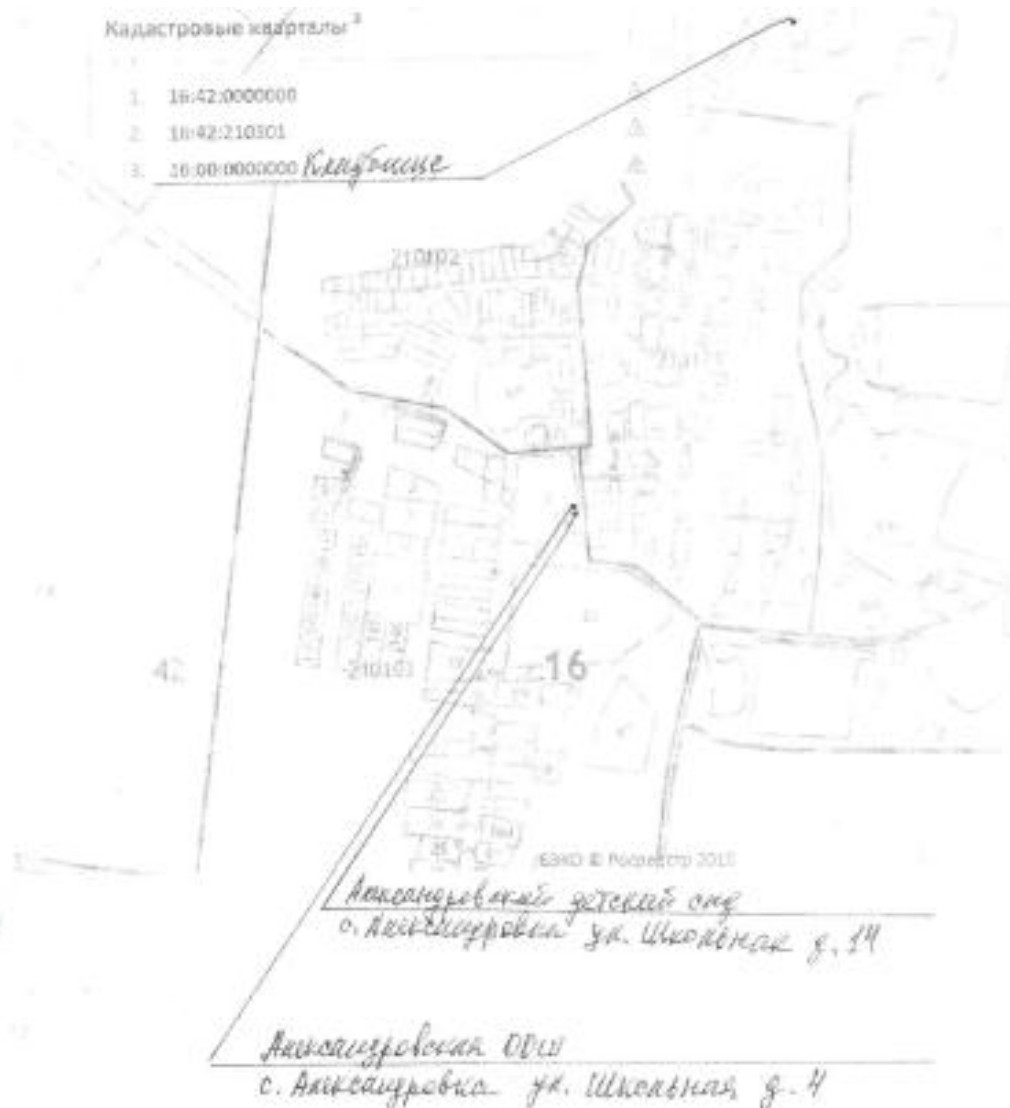 Кадастровые кварталы 3
1. 16:42:0000000
2. 16:42:210301
3. 16:00:0000000 Кладбище
210102
42
210103
16
ЕЭКО © Росреестр 2010
Александровский детский сад
с. Александровка ул. Школьная д. 14
Александровская ООШ
с. Александровка ул. Школьная д. 4